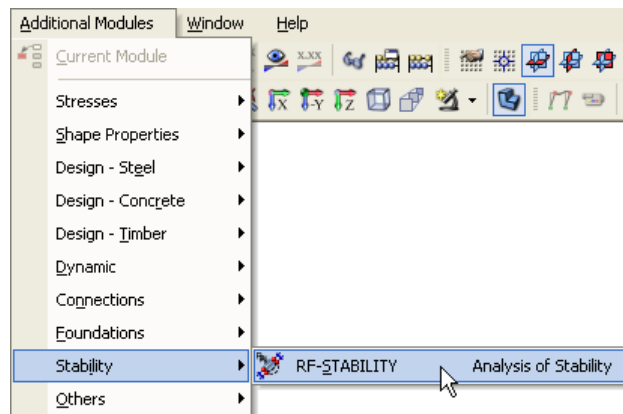 Additional Modules Window Help
Current Module
x.xx
Stresses
X -Y Z
Shape Properties
Design - Steel
Design - Concrete
Design - Timber
Dynamic
Connections
Foundations
Stability RF-STABILITY Analysis of Stability
Others